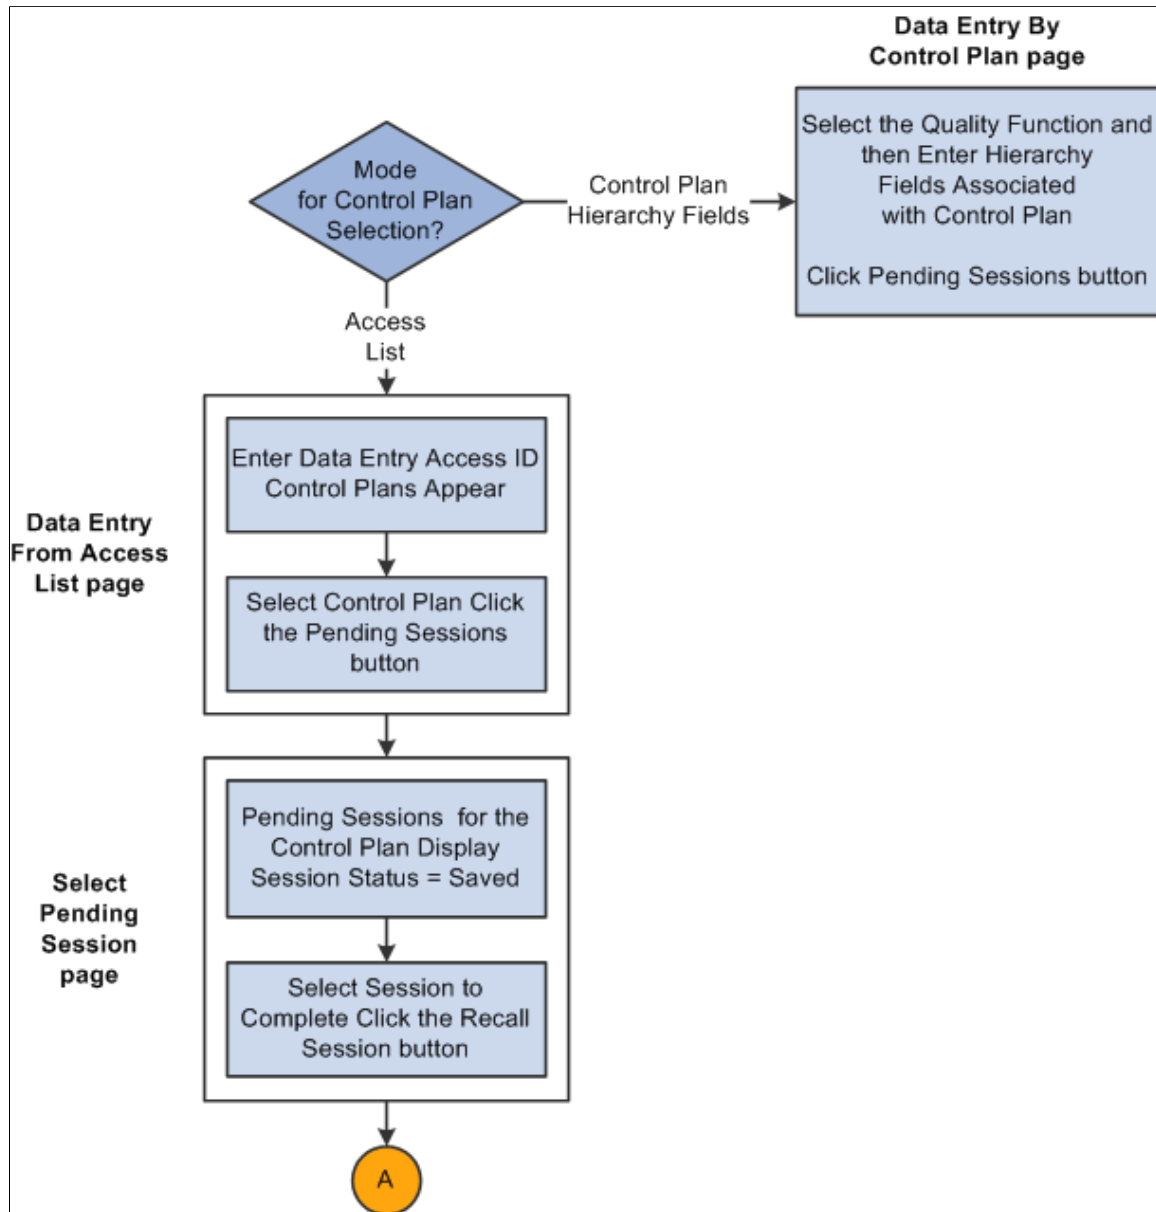 Data Entry By
Control Plan page
Select the Quality Function and
then Enter Hierarchy
Fields Associated
with Control Plan
Click Pending Sessions button
Mode
for Control Plan
Selection?
Control Plan
Hierarchy Fields
Access
List
Data Entry
From Access
List page
Enter Data Entry Access ID
Control Plans Appear
Select Control Plan Click
the Pending Sessions
button
Select
Pending
Session
page
Pending Sessions for the
Control Plan Display
Session Status = Saved
Select Session to
Complete Click the Recall
Session button
A